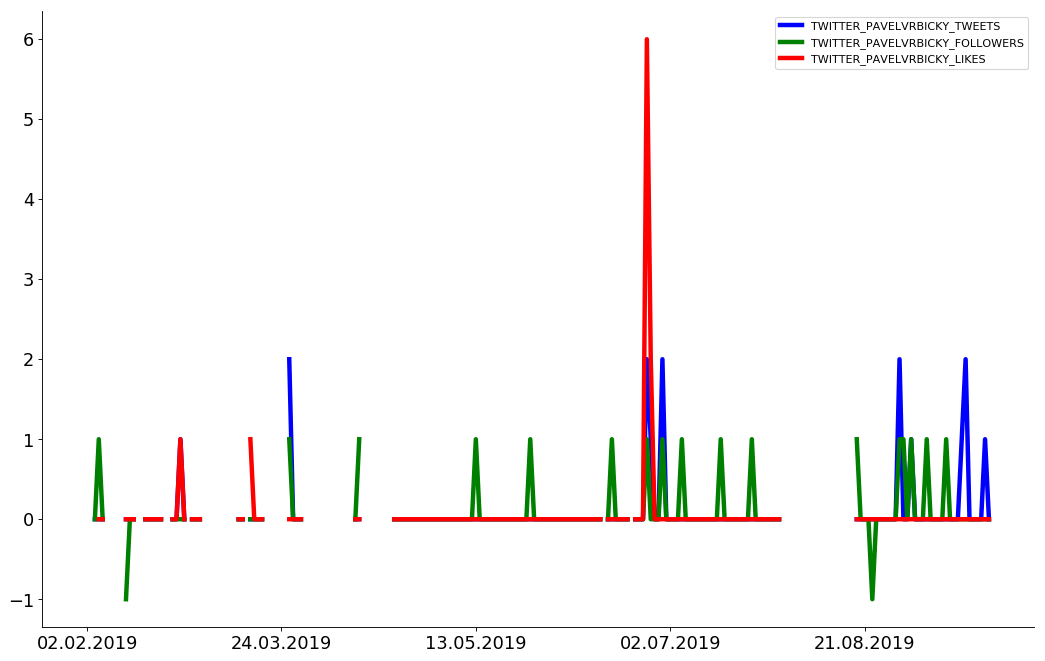 TWITTER_PAVELVRBICKY_TWEETS
TWITTER_PAVELVRBICKY_FOLLOWERS
TWITTER_PAVELVRBICKY_LIKES
6
5
4
3
2
1
0
−1
02.02.2019 24.03.2019 13.05.2019 02.07.2019 21.08.2019